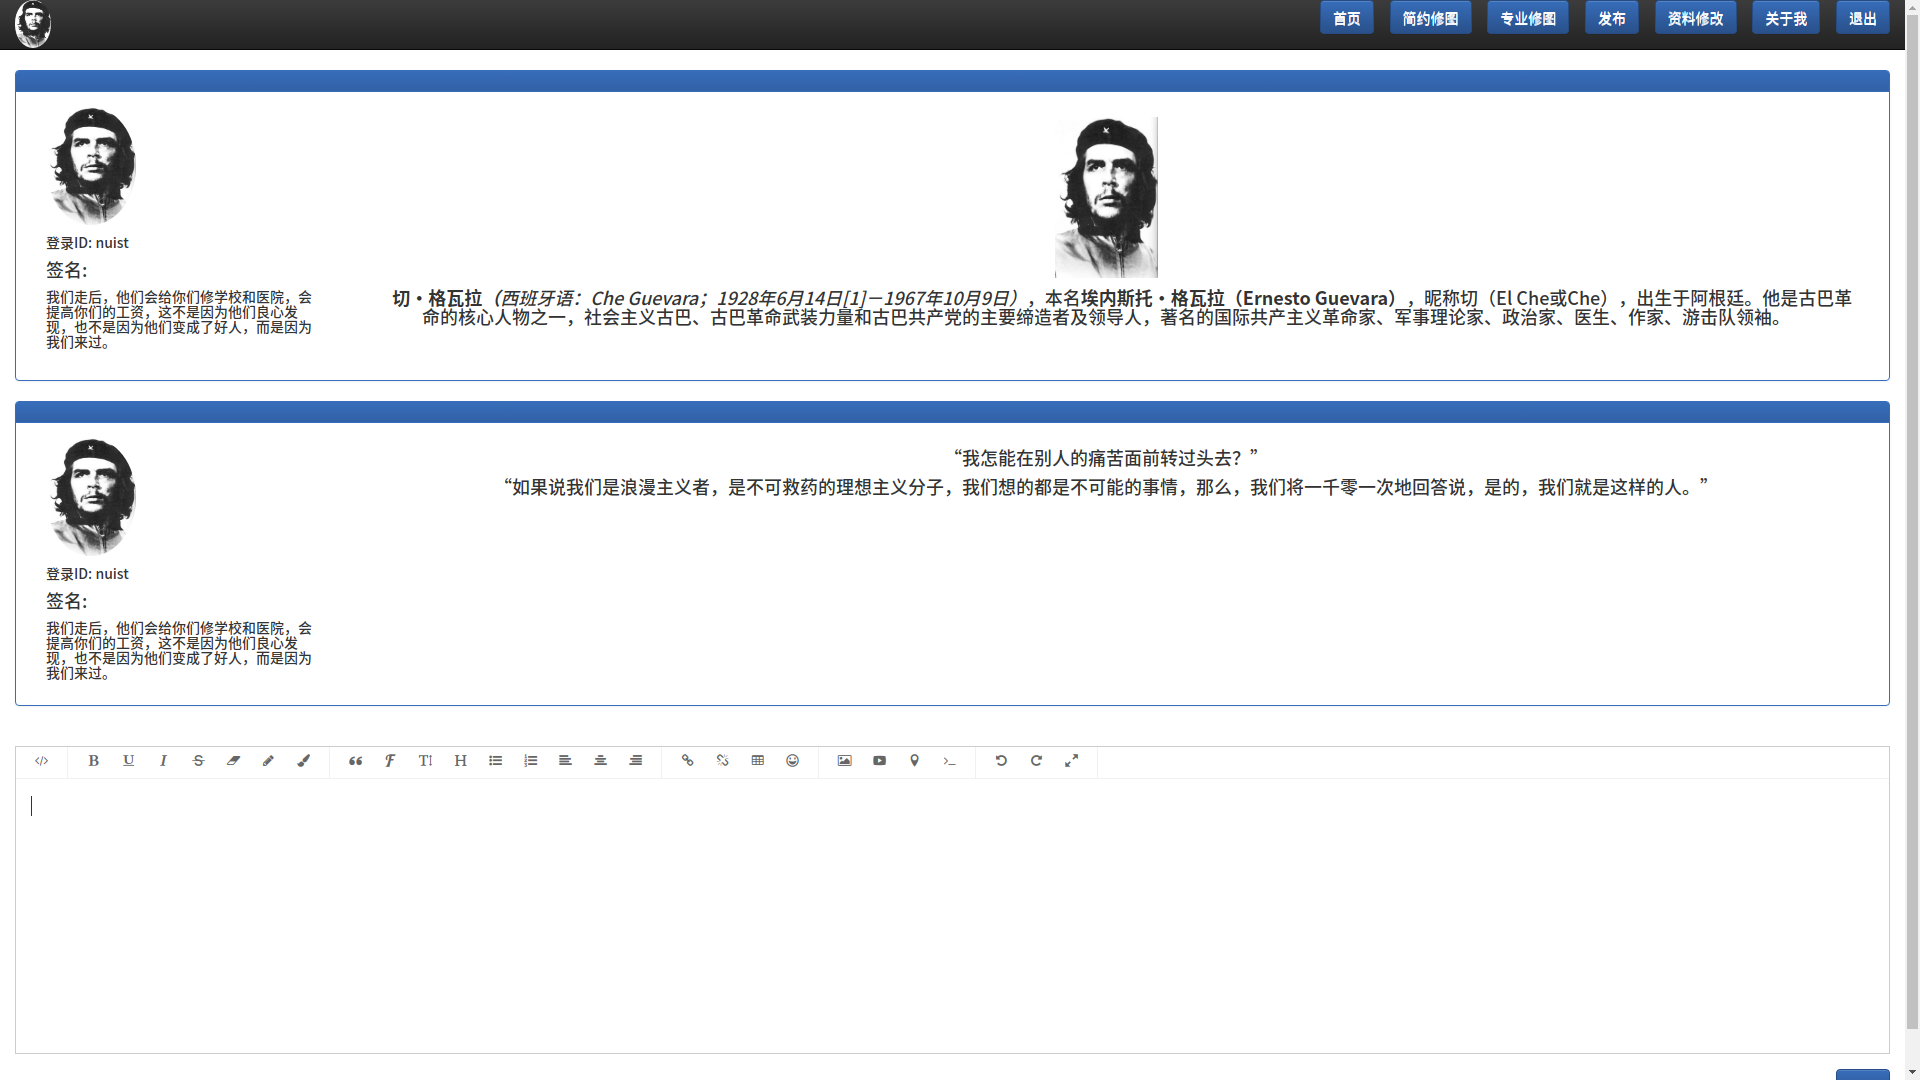 首页 简约修图 专业修图 发布 资料修改 关于我 退出
登录ID: nuist
签名:
我们走后，他们会给你们修学校和医院，会
提高你们的工资，这不是因为他们良心发
现，也不是因为他们变成了好人，而是因为
我们来过。
切·格瓦拉（西班牙语：Che Guevara；1928年6月14日[1]－1967年10月9日），本名埃内斯托·格瓦拉（Ernesto Guevara），昵称切（El Che或Che），出生于阿根廷。他是古巴革
命的核心人物之一，社会主义古巴、古巴革命武装力量和古巴共产党的主要缔造者及领导人，著名的国际共产主义革命家、军事理论家、政治家、医生、作家、游击队领袖。
登录ID: nuist
签名:
我们走后，他们会给你们修学校和医院，会
提高你们的工资，这不是因为他们良心发
现，也不是因为他们变成了好人，而是因为
我们来过。
“我怎能在别人的痛苦面前转过头去？”
“如果说我们是浪漫主义者，是不可救药的理想主义分子，我们想的都是不可能的事情，那么，我们将一千零一次地回答说，是的，我们就是这样的人。”